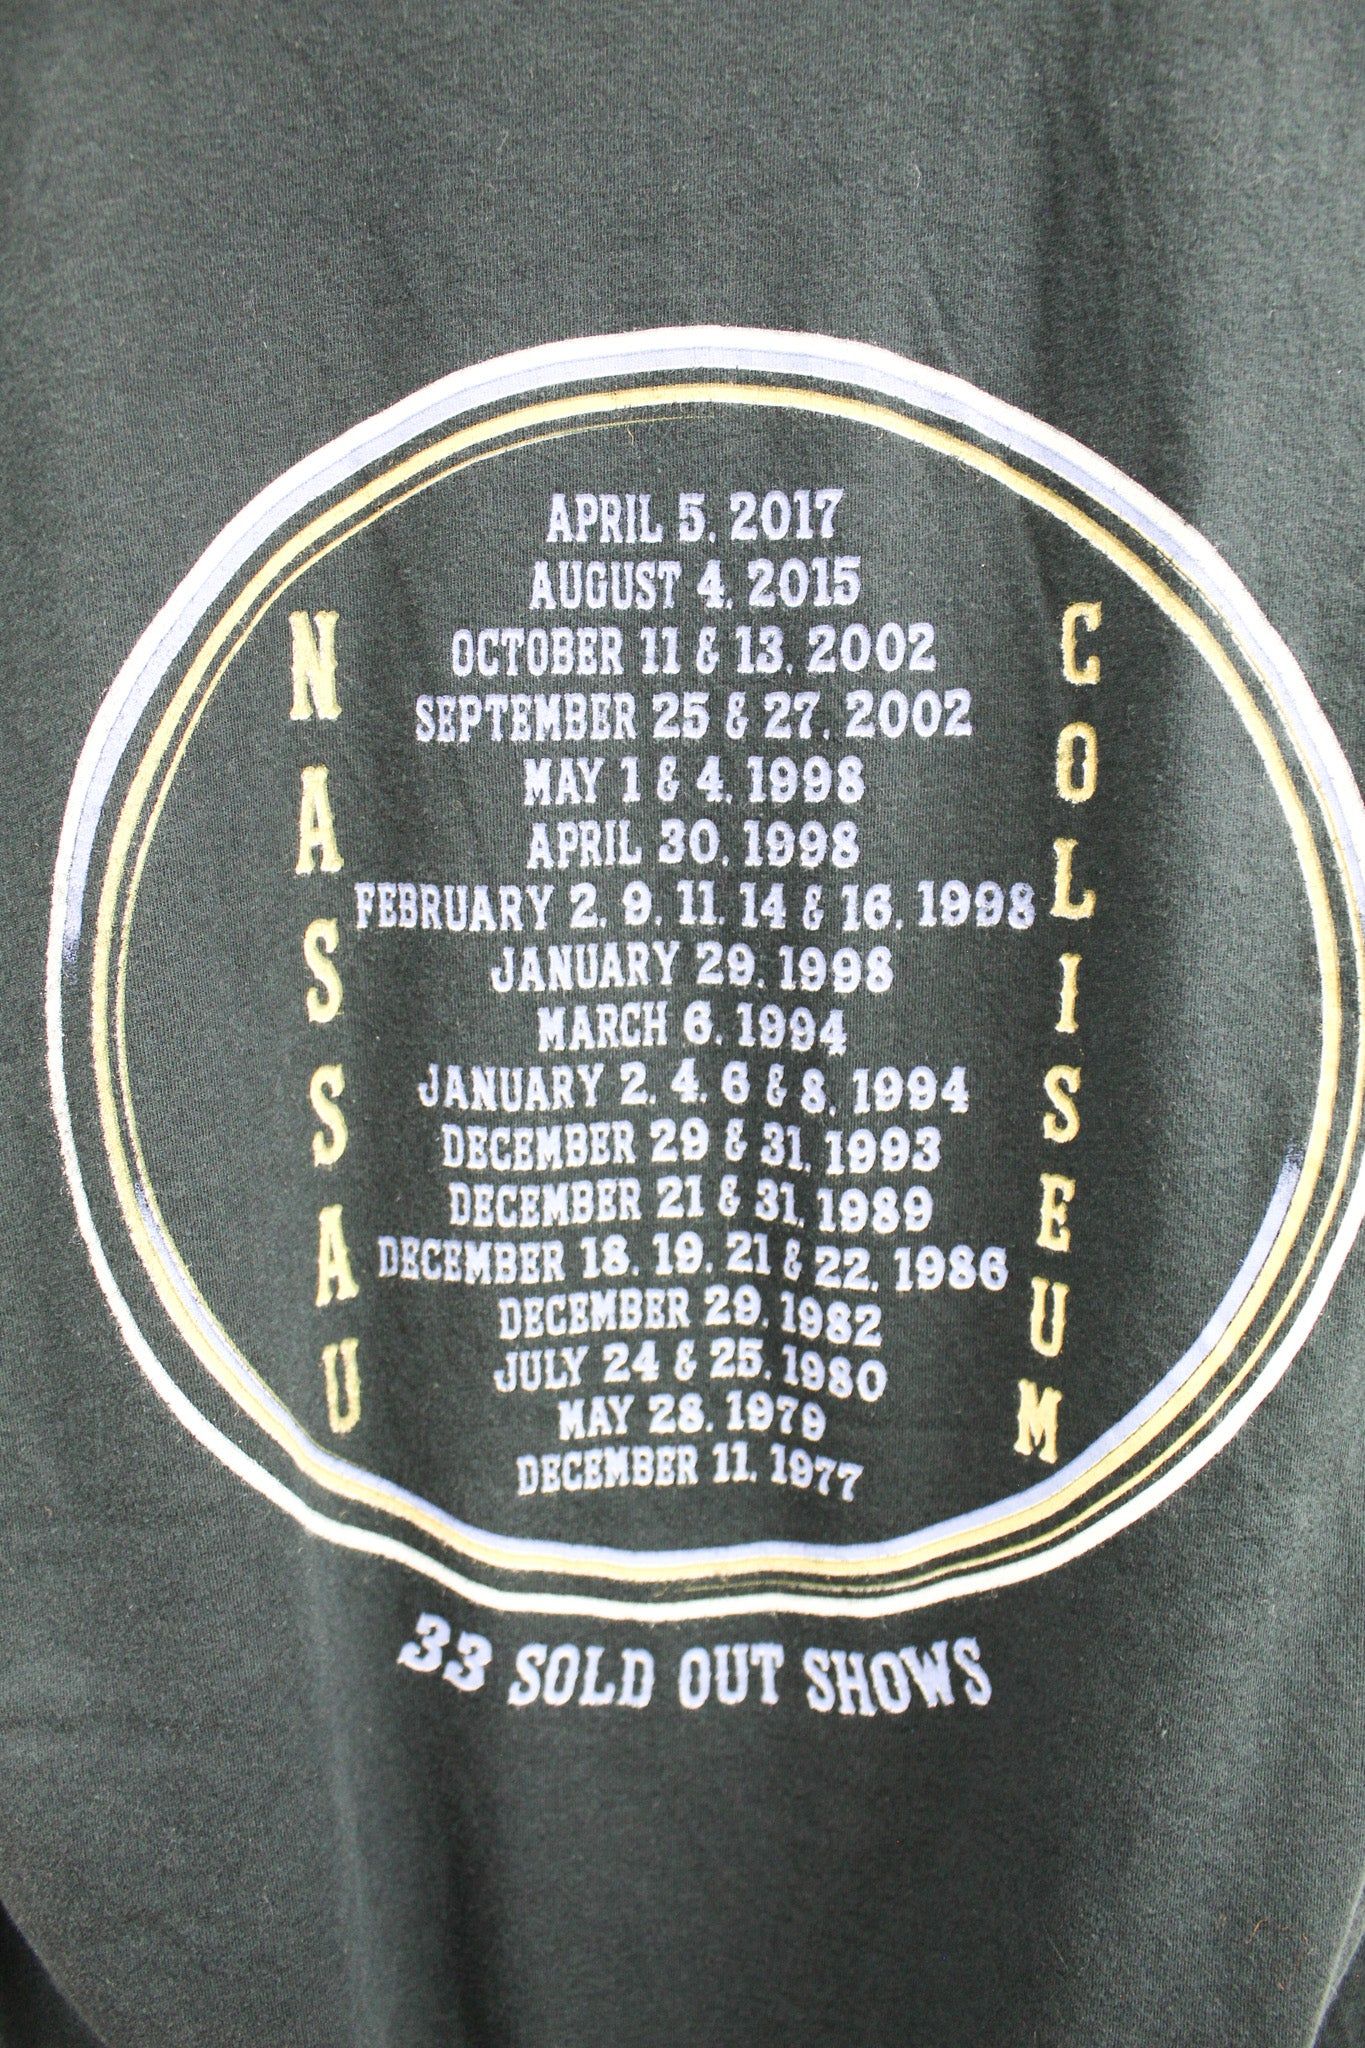 NASSAU
APRIL 5, 2017
AUGUST 4, 2015
OCTOBER 11 & 13, 2002
SEPTEMBER 25 & 27, 2002
MAY 1 & 4, 1998
APRIL 30, 1998
FEBRUARY 2, 9, 11, 14 & 16, 1998
JANUARY 29, 1998
MARCH 6, 1994
JANUARY 2, 4, 6 & 8, 1994
DECEMBER 29 & 31, 1993
DECEMBER 21 & 31, 1989
DECEMBER 18, 19, 21 & 22, 1986
DECEMBER 29, 1982
JULY 24 & 25, 1980
MAY 28, 1979
DECEMBER 11, 1977
COLISEUM
33 SOLD OUT SHOWS